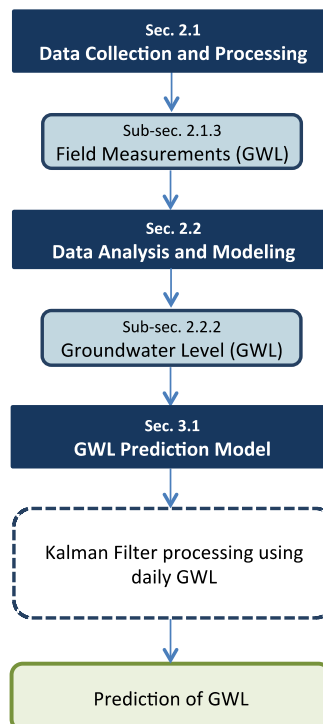 Sec. 2.1
Data Collection and Processing
Sub-sec. 2.1.3
Field Measurements (GWL)
Sec. 2.2
Data Analysis and Modeling
Sub-sec. 2.2.2
Groundwater Level (GWL)
Sec. 3.1
GWL Prediction Model
Kalman Filter processing using
daily GWL
Prediction of GWL